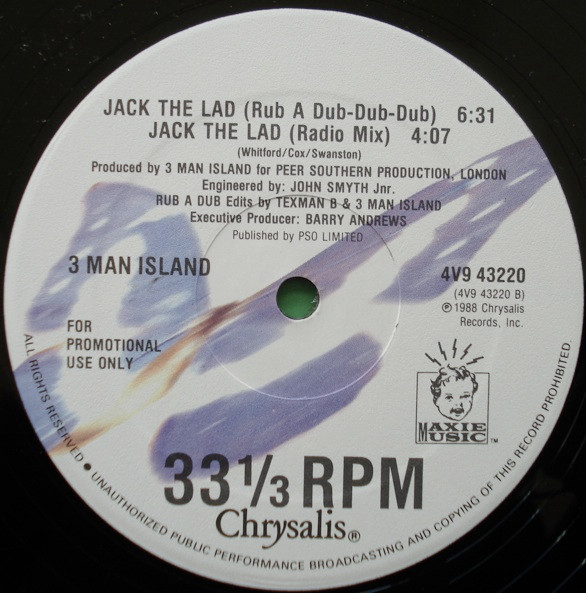 JACK THE LAD (Rub A Dub-Dub-Dub) 6:31
JACK THE LAD (Radio Mix) 4:07
(Whitford/Cox/Swanston)
Produced by 3 MAN ISLAND for PEER SOUTHERN PRODUCTION, LONDON
Engineered by: JOHN SMYTH Jnr.
RUB A DUB Edits by TEXMAN B & 3 MAN ISLAND
Executive Producer: BARRY ANDREWS
Published by PSO LIMITED
3 MAN ISLAND
4V9 43220
(4V9 43220 B)
℗ 1988 Chrysalis
Records, Inc.
FOR
PROMOTIONAL
USE ONLY
MAXIE
MUSIC™
33⅓ RPM
Chrysalis®
ALL RIGHTS RESERVED ● UNAUTHORIZED PUBLIC PERFORMANCE BROADCASTING AND COPYING OF THIS RECORD PROHIBITED.